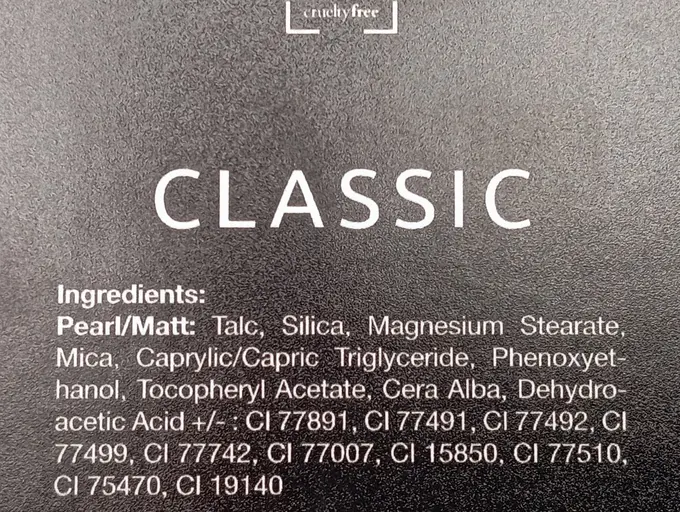 crueltyfree
CLASSIC
Ingredients:
Pearl/Matt: Talc, Silica, Magnesium Stearate,
Mica, Caprylic/Capric Triglyceride, Phenoxyet-
hanol, Tocopheryl Acetate, Cera Alba, Dehydro-
acetic Acid +/- : CI 77891, CI 77491, CI 77492, CI
77499, CI 77742, CI 77007, CI 15850, CI 77510,
CI 75470, CI 19140